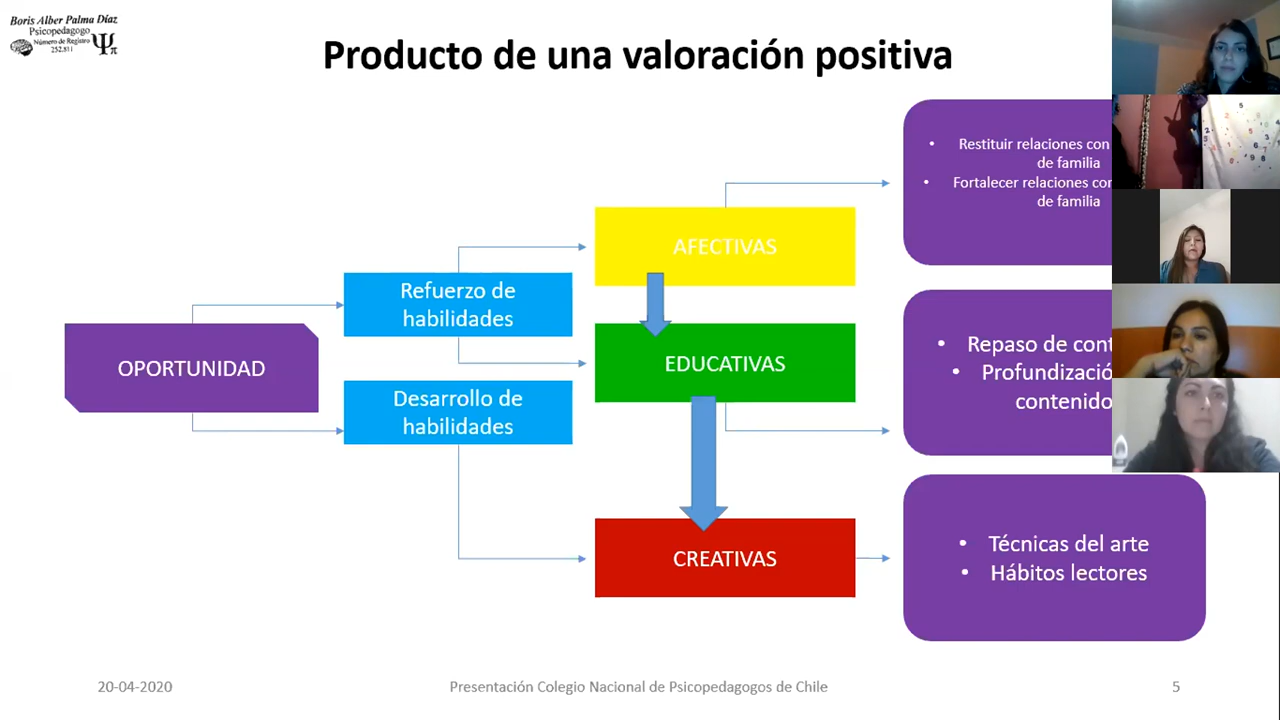 Boris Alber Palma Díaz
Psicopedagogo
Número de Registro
252.811
Producto de una valoración positiva
• Restituir relaciones con
de familia
• Fortalecer relaciones con
de familia
AFECTIVAS
Refuerzo de
habilidades
OPORTUNIDAD
EDUCATIVAS
• Repaso de
• 
contenido
Desarrollo de
habilidades
CREATIVAS
• Técnicas del arte
• Hábitos lectores
20-04-2020
Presentación Colegio Nacional de Psicopedagogos de Chile
5